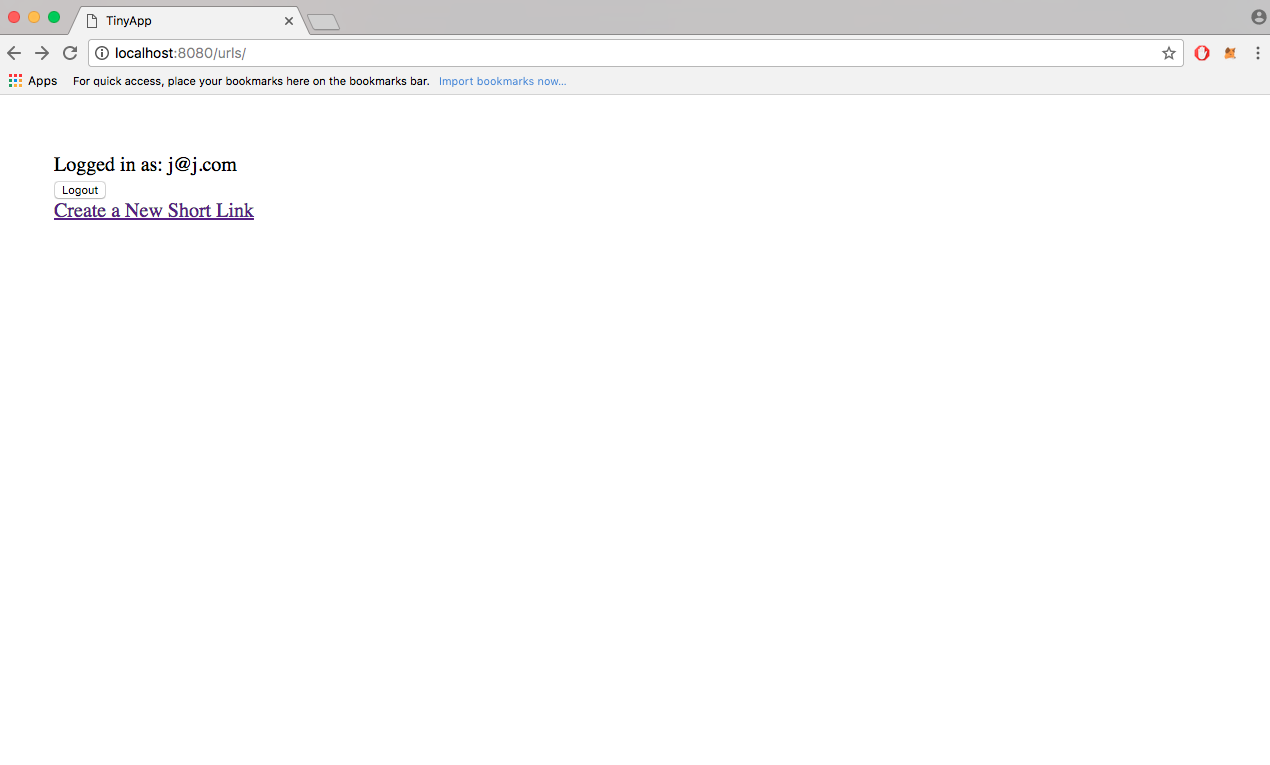 TinyApp
localhost:8080/urls/
Apps For quick access, place your bookmarks here on the bookmarks bar. Import bookmarks now...
Logged in as: j@j.com
Logout
Create a New Short Link